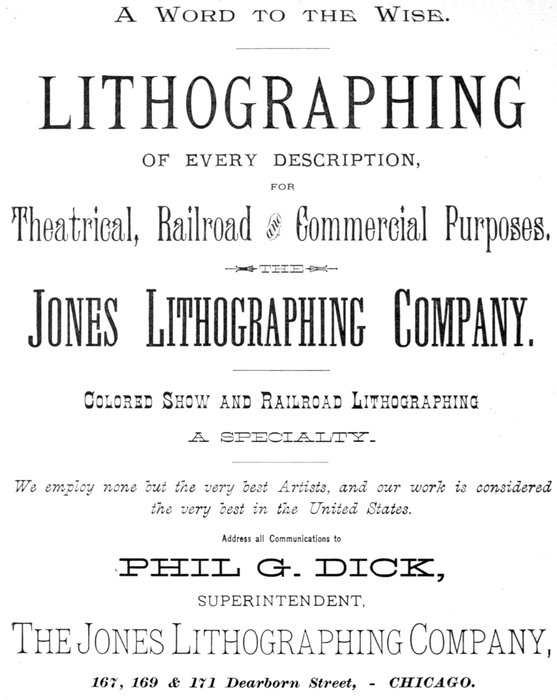 A WORD TO THE WISE.
LITHOGRAPHING
OF EVERY DESCRIPTION,
FOR
Theatrical, Railroad and Commercial Purposes.
THE
JONES LITHOGRAPHING COMPANY.
COLORED SHOW AND RAILROAD LITHOGRAPHING
A SPECIALTY.
We employ none but the very best Artists, and our work is considered
the very best in the United States.
Address all Communications to
PHIL G. DICK,
SUPERINTENDENT,
THE JONES LITHOGRAPHING COMPANY,
167, 169 & 171 Dearborn Street, - CHICAGO.